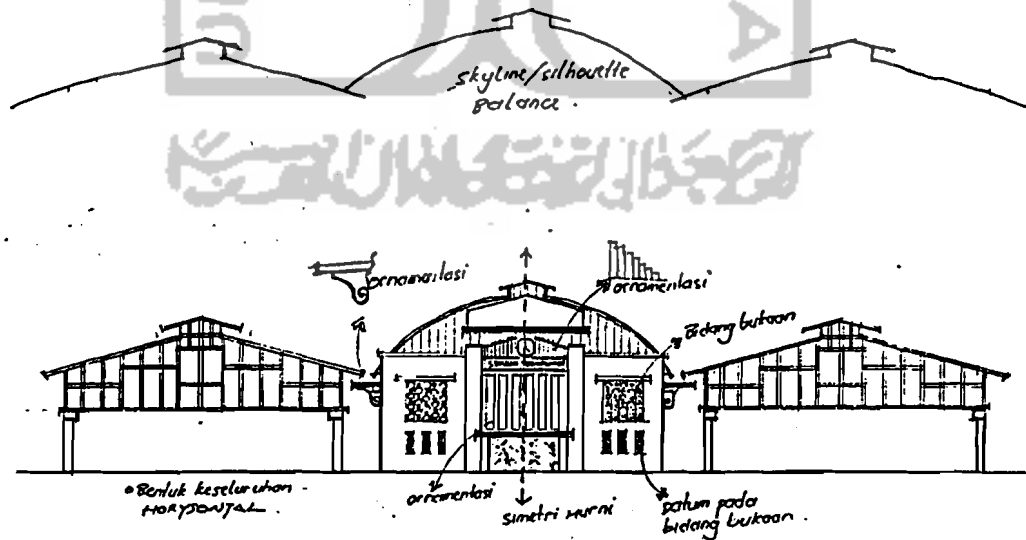 skyline/silhouette
Balance.
ornamentasi
ornamentasi
Bidang bukaan
• Bentuk keseluruhan -
HORYSONTAL.
ornamentasi
simetri murni
Datum pada
bidang bukaan.